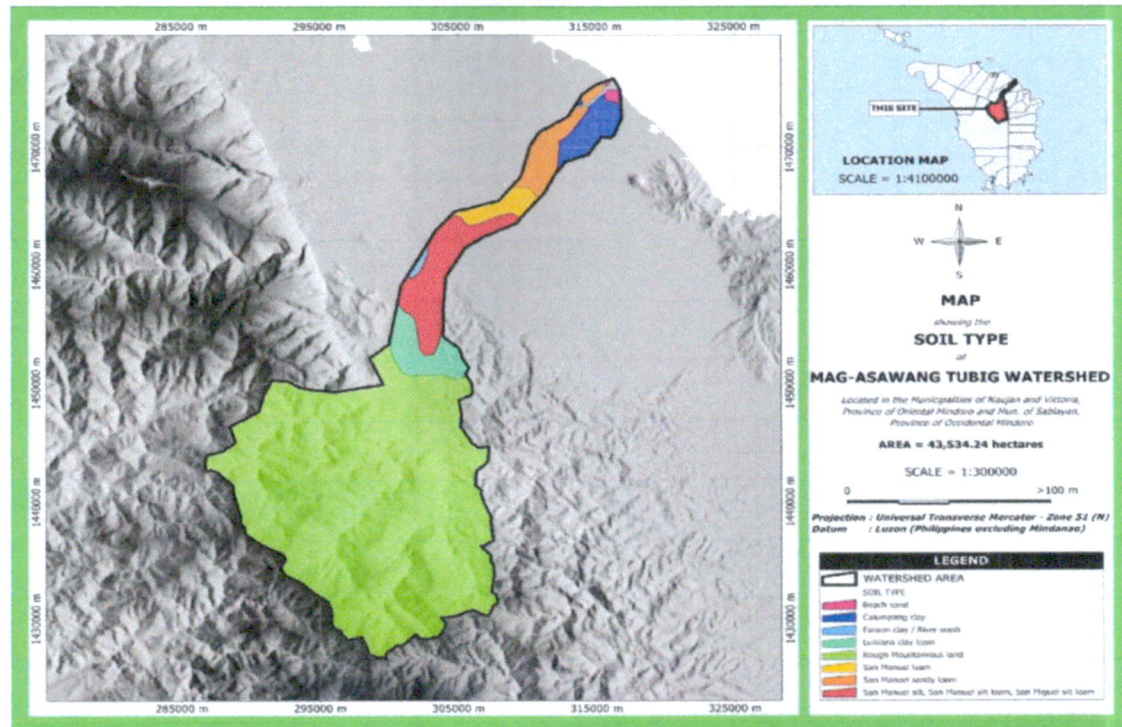 285000 m
295000 m
305000 m
315000 m
325000 m
1470000 m
1460000 m
1450000 m
1440000 m
1430000 m
1470000 m
1460000 m
1450000 m
1440000 m
1430000 m
285000 m
295000 m
305000 m
315000 m
325000 m
THIS SITE
LOCATION MAP
SCALE = 1:4100000
N
W
E
S
MAP
showing the
SOIL TYPE
of
MAG-ASAWANG TUBIG WATERSHED
Located in the Municipalities of Naujan and Victoria,
Province of Oriental Mindoro and Mun. of Sablayan,
Province of Occidental Mindoro
AREA = 43,534.24 hectares
SCALE = 1:300000
0
>100 m
Projection : Universal Transverse Mercator - Zone 51 (N)
Datum : Luzon (Philippines excluding Mindanao)
LEGEND
WATERSHED AREA
SOIL TYPE
Beach sand
Calumpang clay
Faraon clay / River wash
Luisiana clay loam
Rough Mountainous land
San Manuel loam
San Manuel sandy loam
San Manuel silt, San Manuel silt loam, San Miguel silt loam